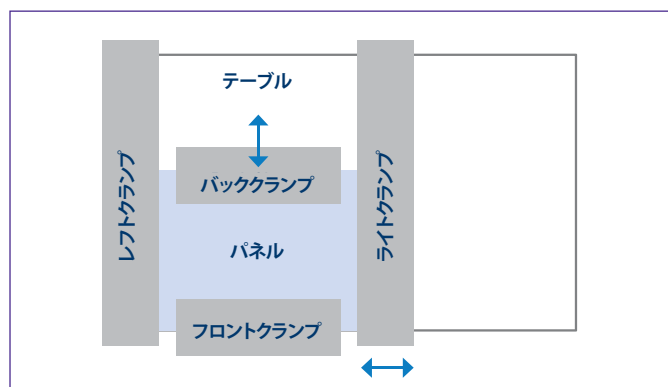 テーブル
レフトクランプ
バッククランプ
ライトクランプ
パネル
フロントクランプ